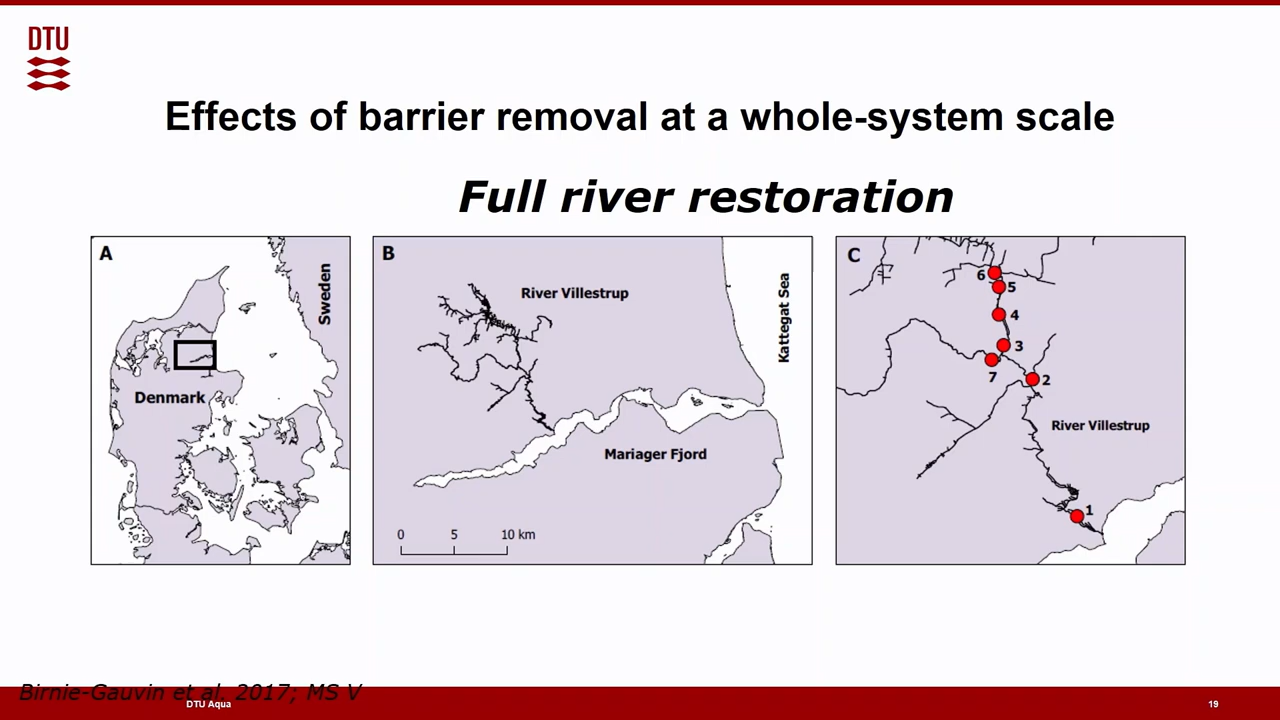 DTU
Effects of barrier removal at a whole-system scale
Full river restoration
A
Sweden
Denmark
B
River Villestrup
Kattegat Sea
Mariager Fjord
0 5 10 km
C
6
5
4
3
7
2
River Villestrup
1
Birnie-Gauvin et al. 2017; MS V
DTU Aqua
19